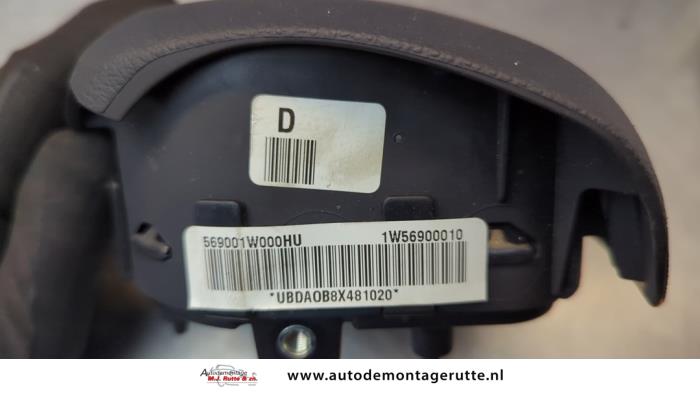 D
569001W000HU 1W56900010
*UBDAOB8X481020*
Autodemontage
M.J. Rutte & zn.
www.autodemontagerutte.nl